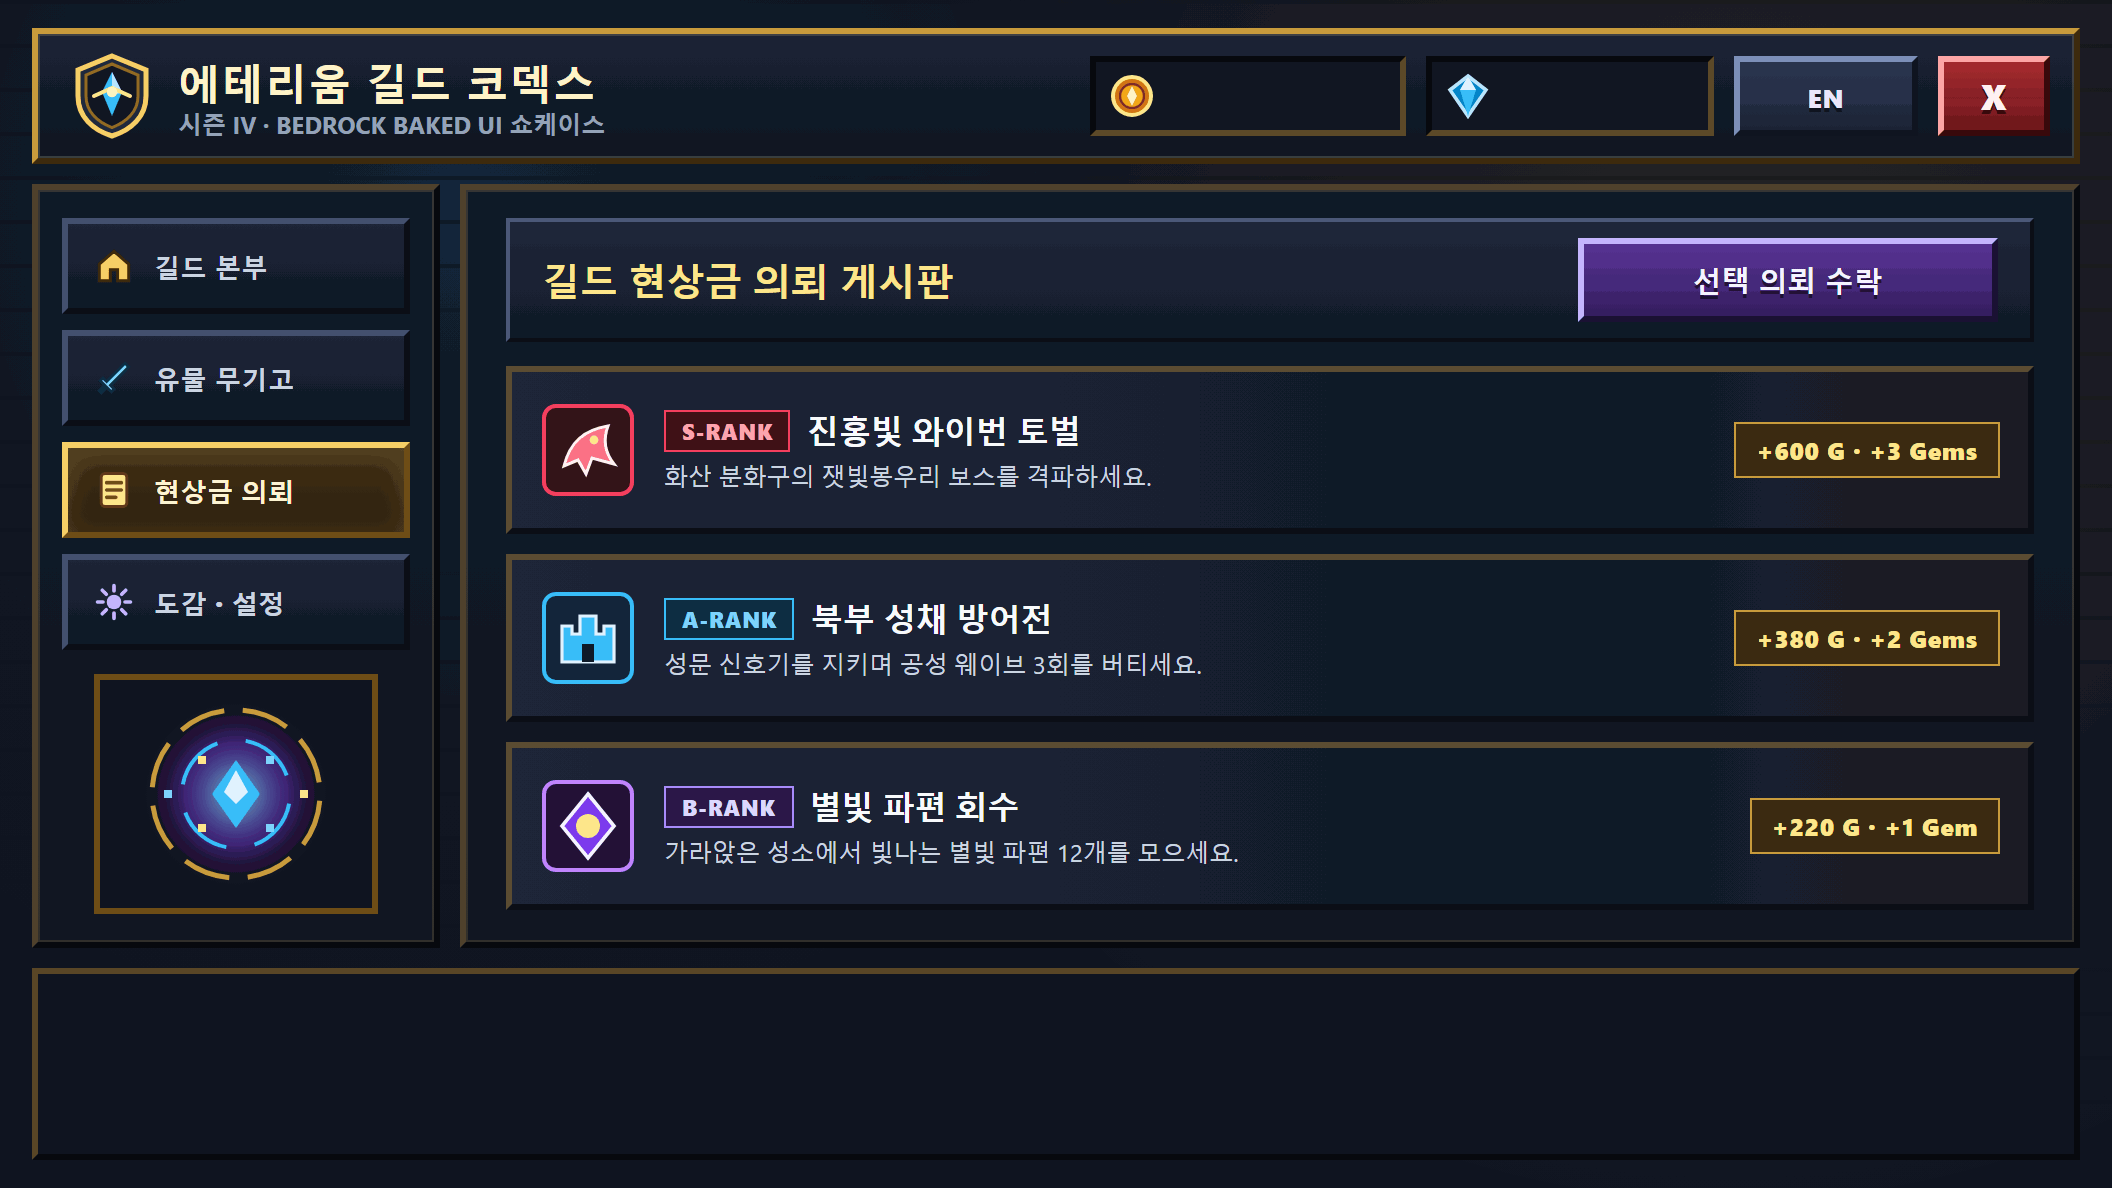 에테리움 길드 코덱스
시즌 IV · BEDROCK BAKED UI 쇼케이스
EN
X
길드 본부
유물 무기고
현상금 의뢰
도감 · 설정
길드 현상금 의뢰 게시판
선택 의뢰 수락
S-RANK 진홍빛 와이번 토벌
화산 분화구의 잿빛봉우리 보스를 격파하세요.
+600 G · +3 Gems
A-RANK 북부 성채 방어전
성문 신호기를 지키며 공성 웨이브 3회를 버티세요.
+380 G · +2 Gems
B-RANK 별빛 파편 회수
가라앉은 성소에서 빛나는 별빛 파편 12개를 모으세요.
+220 G · +1 Gem